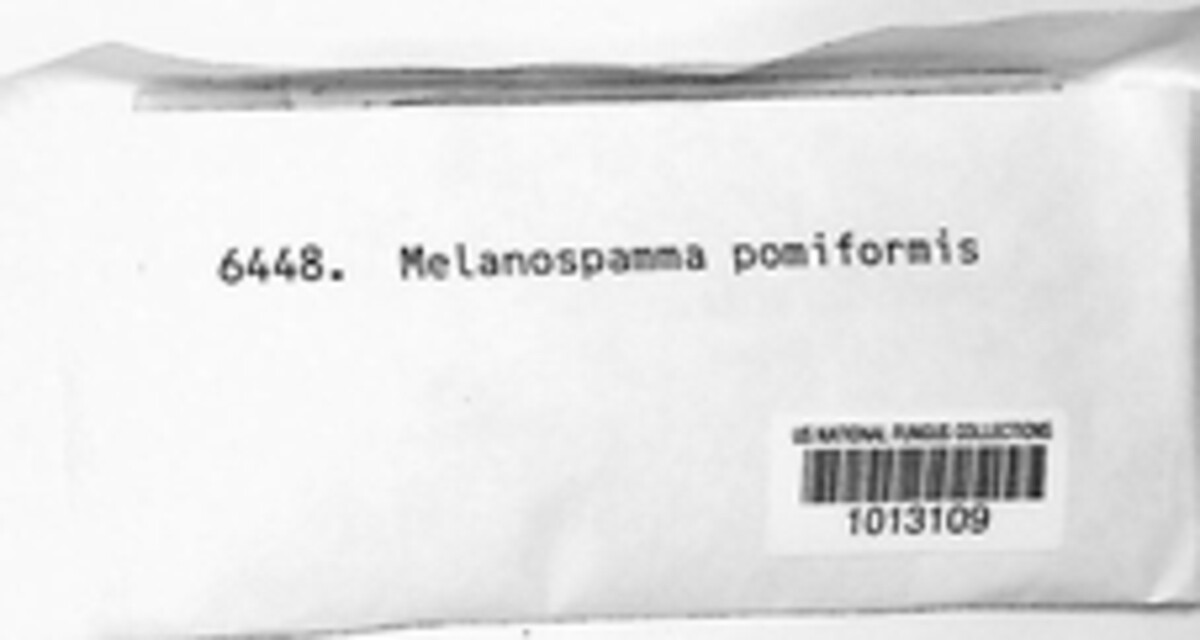 6448. Melanospamma pomiformis
US NATIONAL FUNGUS COLLECTIONS
1013109